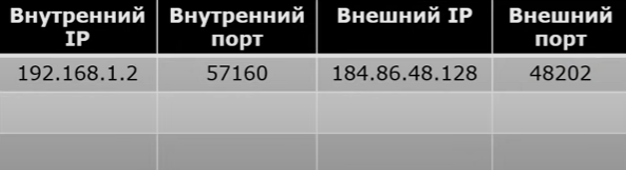 Внутренний IP Внутренний порт Внешний IP Внешний порт
192.168.1.2 57160 184.86.48.128 48202